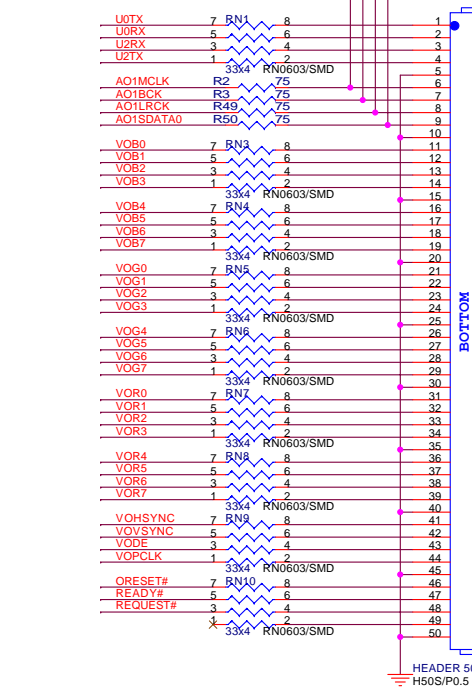 U0TX 7 RN1 8 1
U0RX 5 6 2
U2RX 3 4 3
U2TX 1 2 4
33x4 RN0603/SMD 5
AO1MCLK R2 75 6
AO1BCK R3 75 7
AO1LRCK R49 75 8
AO1SDATA0 R50 75 9
10
VOB0 7 RN3 8 11
VOB1 5 6 12
VOB2 3 4 13
VOB3 1 2 14
33x4 RN0603/SMD 15
VOB4 7 RN4 8 16
VOB5 5 6 17
VOB6 3 4 18
VOB7 1 2 19
33x4 RN0603/SMD 20
VOG0 7 RN5 8 21
VOG1 5 6 22
VOG2 3 4 23
VOG3 1 2 24
33x4 RN0603/SMD 25
VOG4 7 RN6 8 26
VOG5 5 6 27
VOG6 3 4 28
VOG7 1 2 29
33x4 RN0603/SMD 30
VOR0 7 RN7 8 31
VOR1 5 6 32
VOR2 3 4 33
VOR3 1 2 34
33x4 RN0603/SMD 35
VOR4 7 RN8 8 36
VOR5 5 6 37
VOR6 3 4 38
VOR7 1 2 39
33x4 RN0603/SMD 40
VOHSYNC 7 RN9 8 41
VOVSYNC 5 6 42
VODE 3 4 43
VOPCLK 1 2 44
33x4 RN0603/SMD 45
ORESET# 7 RN10 8 46
READY# 5 6 47
REQUEST# 3 4 48
1 2 49
33x4 RN0603/SMD 50
BOTTOM
HEADER 50
H50S/P0.5